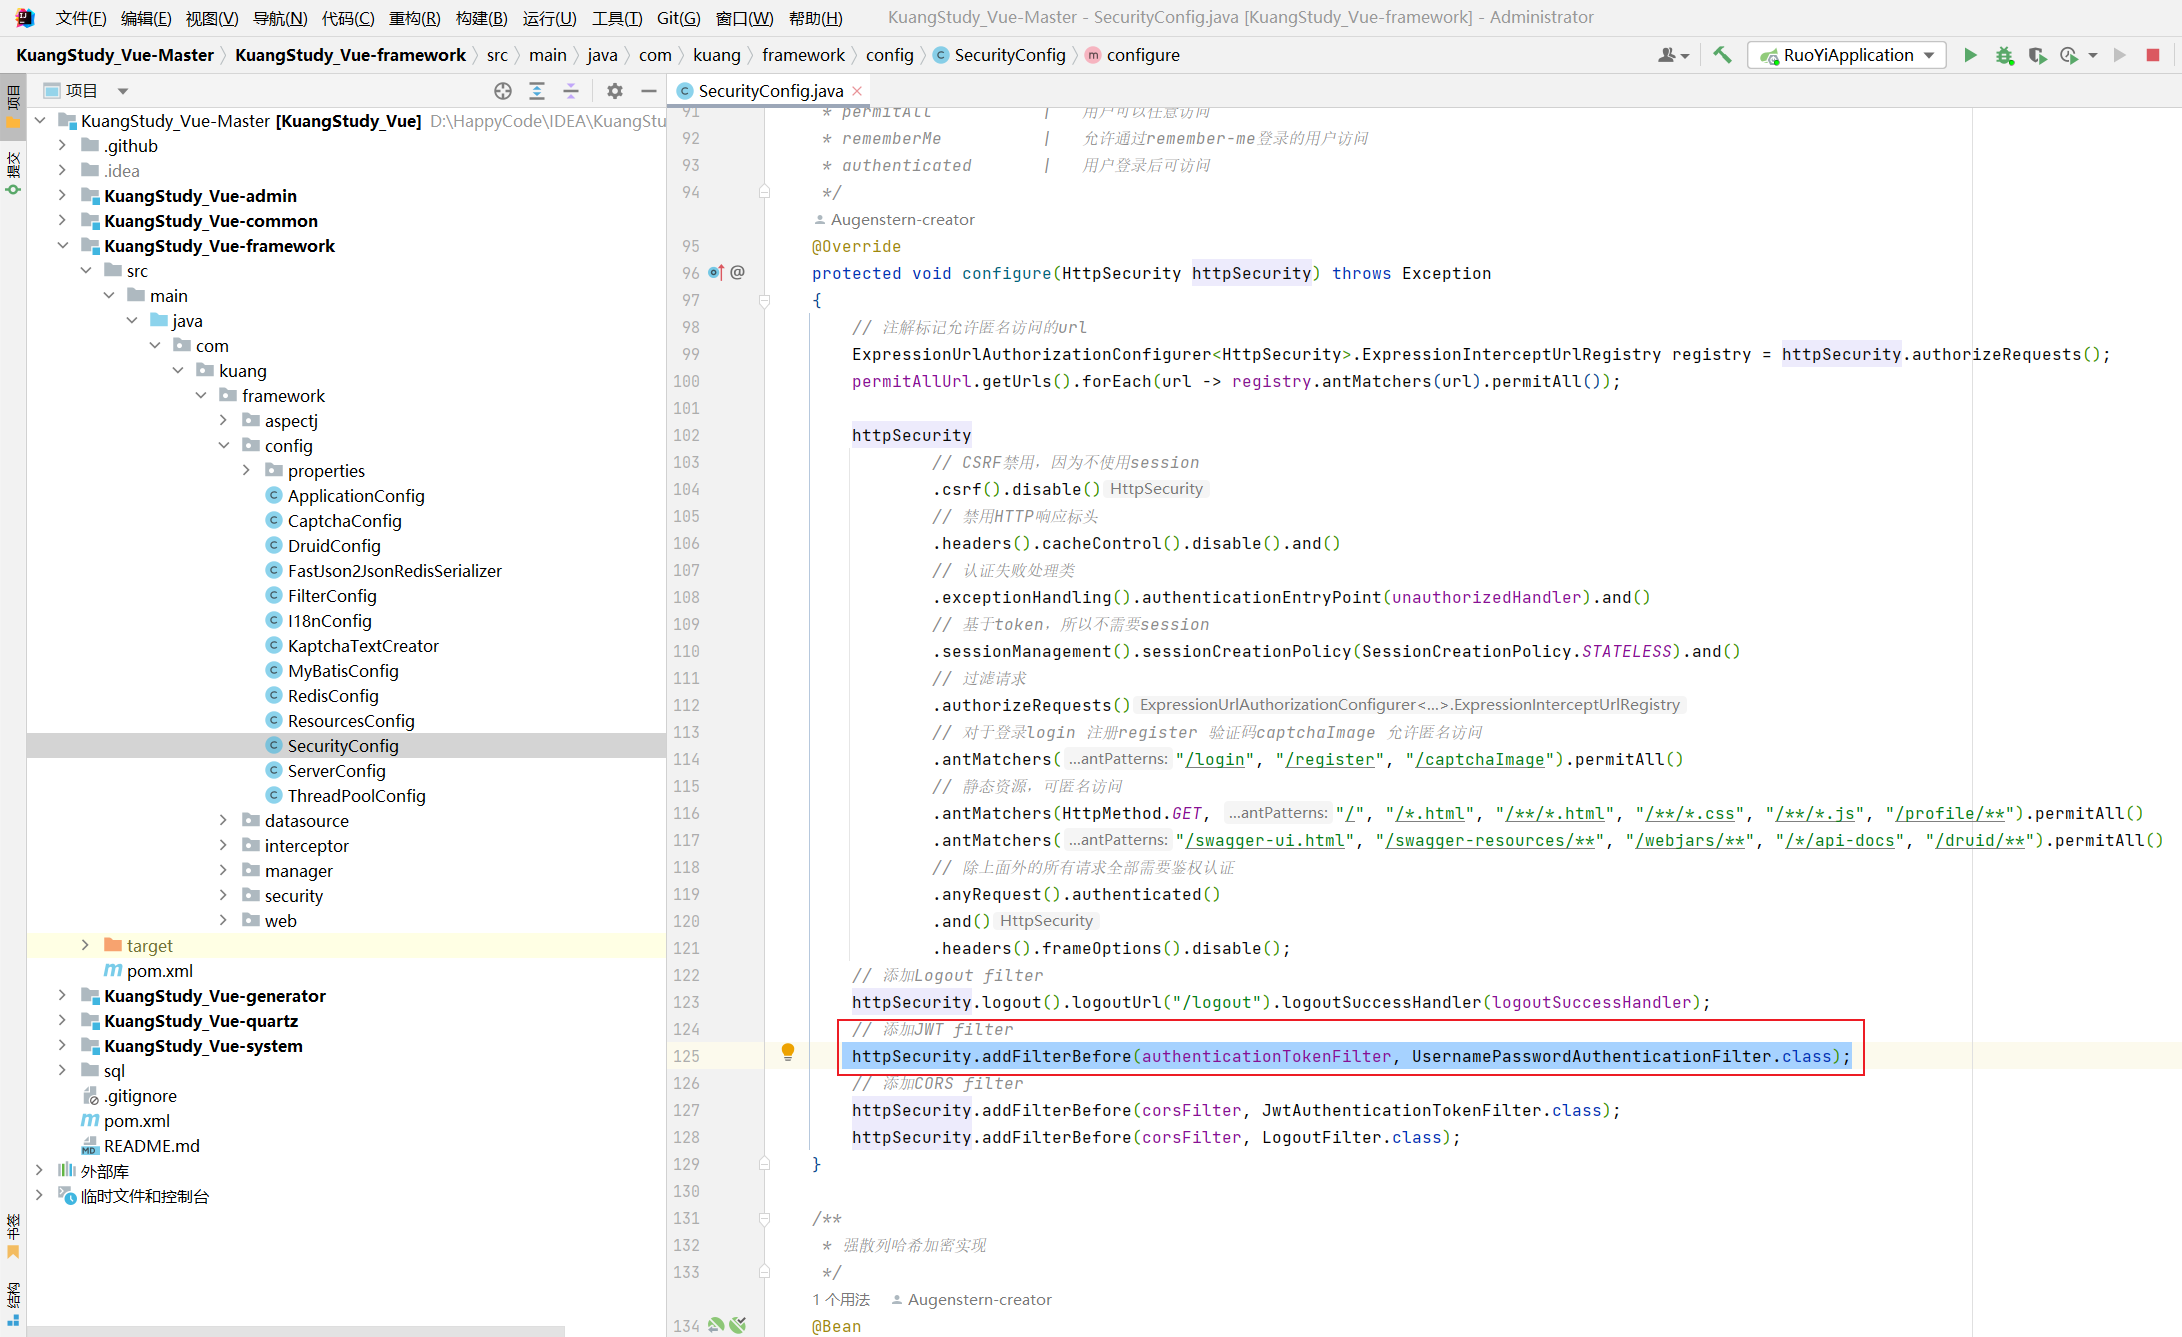 文件(F) 编辑(E) 视图(V) 导航(N) 代码(C) 重构(R) 构建(B) 运行(U) 工具(T) Git(G) 窗口(W) 帮助(H) KuangStudy_Vue-Master - SecurityConfig.java [KuangStudy_Vue-framework] - Administrator
KuangStudy_Vue-Master KuangStudy_Vue-framework src main java com kuang framework config SecurityConfig configure RuoYiApplication
项目
提交
书签
结构
项目
KuangStudy_Vue-Master [KuangStudy_Vue] D:\HappyCode\IDEA\KuangStu
.github
.idea
KuangStudy_Vue-admin
KuangStudy_Vue-common
KuangStudy_Vue-framework
src
main
java
com
kuang
framework
aspectj
config
properties
ApplicationConfig
CaptchaConfig
DruidConfig
FastJson2JsonRedisSerializer
FilterConfig
I18nConfig
KaptchaTextCreator
MyBatisConfig
RedisConfig
ResourcesConfig
SecurityConfig
ServerConfig
ThreadPoolConfig
datasource
interceptor
manager
security
web
target
pom.xml
KuangStudy_Vue-generator
KuangStudy_Vue-quartz
KuangStudy_Vue-system
sql
.gitignore
pom.xml
README.md
外部库
临时文件和控制台
SecurityConfig.java
91 * permitAll | 用户可以任意访问
92 * rememberMe | 允许通过remember-me登录的用户访问
93 * authenticated | 用户登录后可访问
94 */
Augenstern-creator
95 @Override
96 protected void configure(HttpSecurity httpSecurity) throws Exception
97 {
98 // 注解标记允许匿名访问的url
99 ExpressionUrlAuthorizationConfigurer<HttpSecurity>.ExpressionInterceptUrlRegistry registry = httpSecurity.authorizeRequests();
100 permitAllUrl.getUrls().forEach(url -> registry.antMatchers(url).permitAll());
101
102 httpSecurity
103 // CSRF禁用，因为不使用session
104 .csrf().disable() HttpSecurity
105 // 禁用HTTP响应标头
106 .headers().cacheControl().disable().and()
107 // 认证失败处理类
108 .exceptionHandling().authenticationEntryPoint(unauthorizedHandler).and()
109 // 基于token，所以不需要session
110 .sessionManagement().sessionCreationPolicy(SessionCreationPolicy.STATELESS).and()
111 // 过滤请求
112 .authorizeRequests() ExpressionUrlAuthorizationConfigurer<...>.ExpressionInterceptUrlRegistry
113 // 对于登录login 注册register 验证码captchaImage 允许匿名访问
114 .antMatchers( ...antPatterns: "/login", "/register", "/captchaImage").permitAll()
115 // 静态资源，可匿名访问
116 .antMatchers(HttpMethod.GET, ...antPatterns: "/", "/*.html", "/**/*.html", "/**/*.css", "/**/*.js", "/profile/**").permitAll()
117 .antMatchers( ...antPatterns: "/swagger-ui.html", "/swagger-resources/**", "/webjars/**", "/*/api-docs", "/druid/**").permitAll()
118 // 除上面外的所有请求全部需要鉴权认证
119 .anyRequest().authenticated()
120 .and() HttpSecurity
121 .headers().frameOptions().disable();
122 // 添加Logout filter
123 httpSecurity.logout().logoutUrl("/logout").logoutSuccessHandler(logoutSuccessHandler);
124 // 添加JWT filter
125 httpSecurity.addFilterBefore(authenticationTokenFilter, UsernamePasswordAuthenticationFilter.class);
126 // 添加CORS filter
127 httpSecurity.addFilterBefore(corsFilter, JwtAuthenticationTokenFilter.class);
128 httpSecurity.addFilterBefore(corsFilter, LogoutFilter.class);
129 }
130
131 /**
132 * 强散列哈希加密实现
133 */
1 个用法 Augenstern-creator
134 @Bean